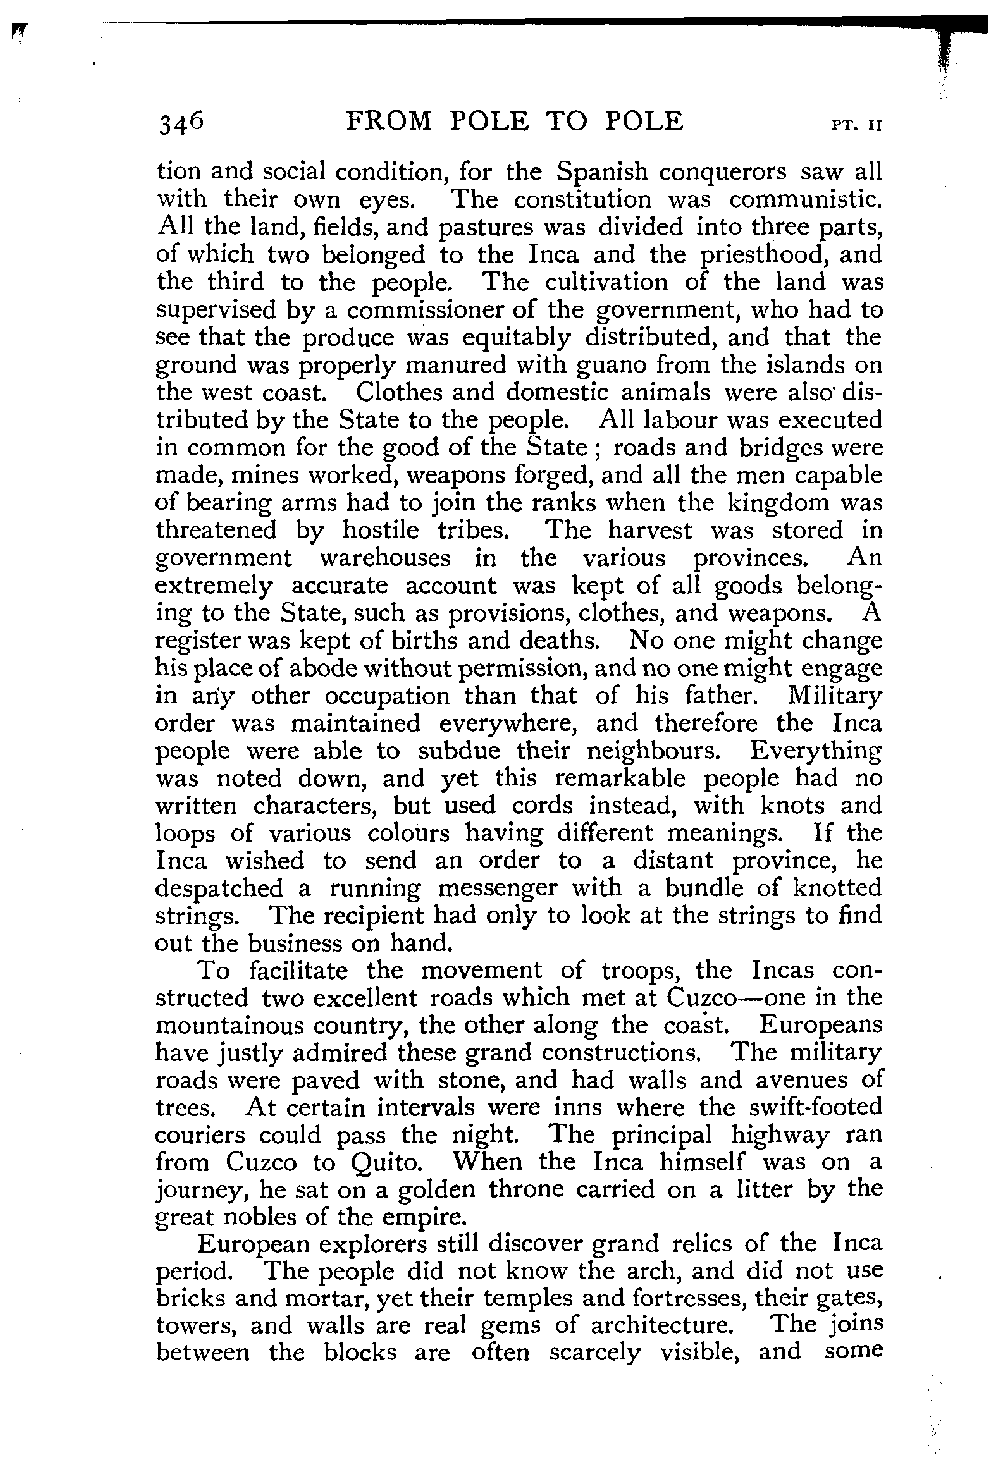 346 FROM POLE TO POLE PT. II
tion and social condition, for the Spanish conquerors saw all
with their own eyes. The constitution was communistic.
All the land, fields, and pastures was divided into three parts,
of which two belonged to the Inca and the priesthood, and
the third to the people. The cultivation of the land was
supervised by a commissioner of the government, who had to
see that the produce was equitably distributed, and that the
ground was properly manured with guano from the islands on
the west coast. Clothes and domestic animals were also dis-
tributed by the State to the people. All labour was executed
in common for the good of the State; roads and bridges were
made, mines worked, weapons forged, and all the men capable
of bearing arms had to join the ranks when the kingdom was
threatened by hostile tribes. The harvest was stored in
government warehouses in the various provinces. An
extremely accurate account was kept of all goods belong-
ing to the State, such as provisions, clothes, and weapons. A
register was kept of births and deaths. No one might change
his place of abode without permission, and no one might engage
in any other occupation than that of his father. Military
order was maintained everywhere, and therefore the Inca
people were able to subdue their neighbours. Everything
was noted down, and yet this remarkable people had no
written characters, but used cords instead, with knots and
loops of various colours having different meanings. If the
Inca wished to send an order to a distant province, he
despatched a running messenger with a bundle of knotted
strings. The recipient had only to look at the strings to find
out the business on hand.
To facilitate the movement of troops, the Incas con-
structed two excellent roads which met at Cuzco—one in the
mountainous country, the other along the coast. Europeans
have justly admired these grand constructions. The military
roads were paved with stone, and had walls and avenues of
trees. At certain intervals were inns where the swift-footed
couriers could pass the night. The principal highway ran
from Cuzco to Quito. When the Inca himself was on a
journey, he sat on a golden throne carried on a litter by the
great nobles of the empire.
European explorers still discover grand relics of the Inca
period. The people did not know the arch, and did not use
bricks and mortar, yet their temples and fortresses, their gates,
towers, and walls are real gems of architecture. The joins
between the blocks are often scarcely visible, and some